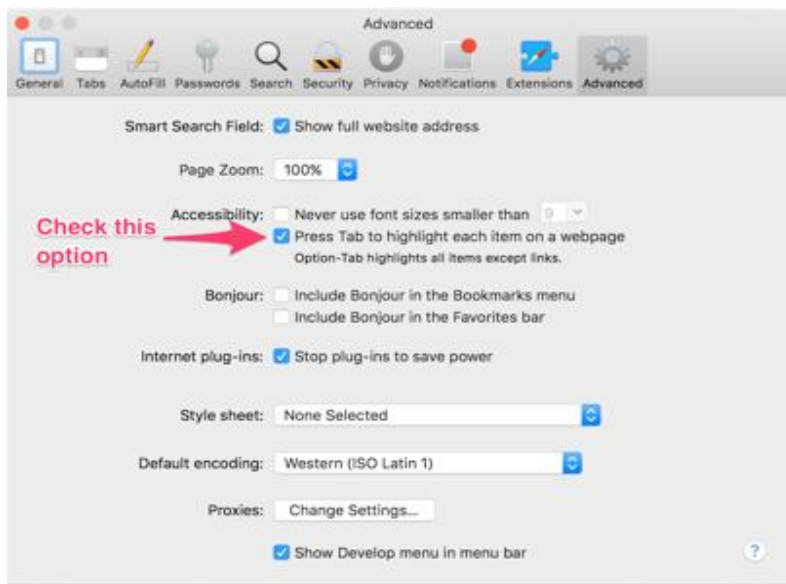 Advanced
General Tabs AutoFill Passwords Search Security Privacy Notifications Extensions Advanced
Smart Search Field: Show full website address
Page Zoom: 100%
Accessibility: Never use font sizes smaller than 9
Check this option
Press Tab to highlight each item on a webpage
Option-Tab highlights all items except links.
Bonjour: Include Bonjour in the Bookmarks menu
Include Bonjour in the Favorites bar
Internet plug-ins: Stop plug-ins to save power
Style sheet: None Selected
Default encoding: Western (ISO Latin 1)
Proxies: Change Settings...
Show Develop menu in menu bar
?